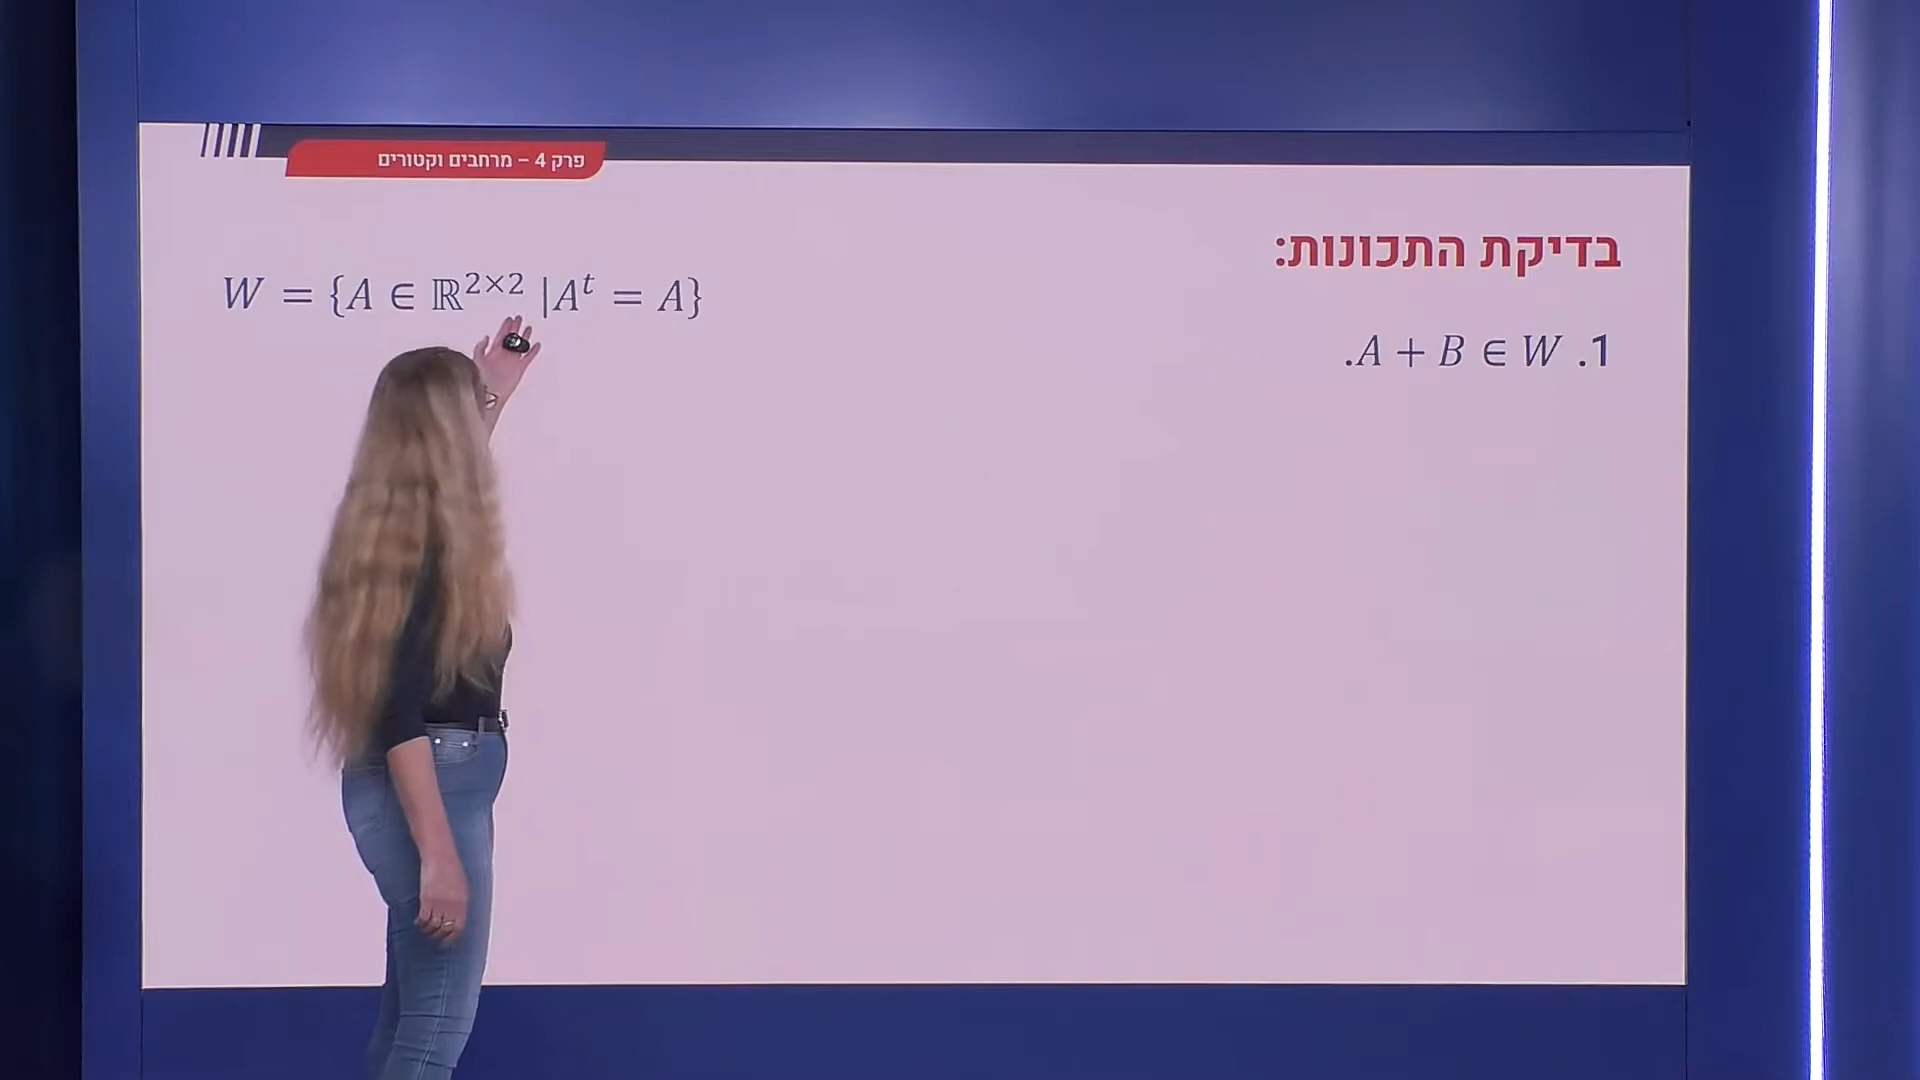 פרק 4 – מרחבים וקטורים
בדיקת התכונות:
W = {A ∈ ℝ^{2×2} | A^t = A}
1. A + B ∈ W.